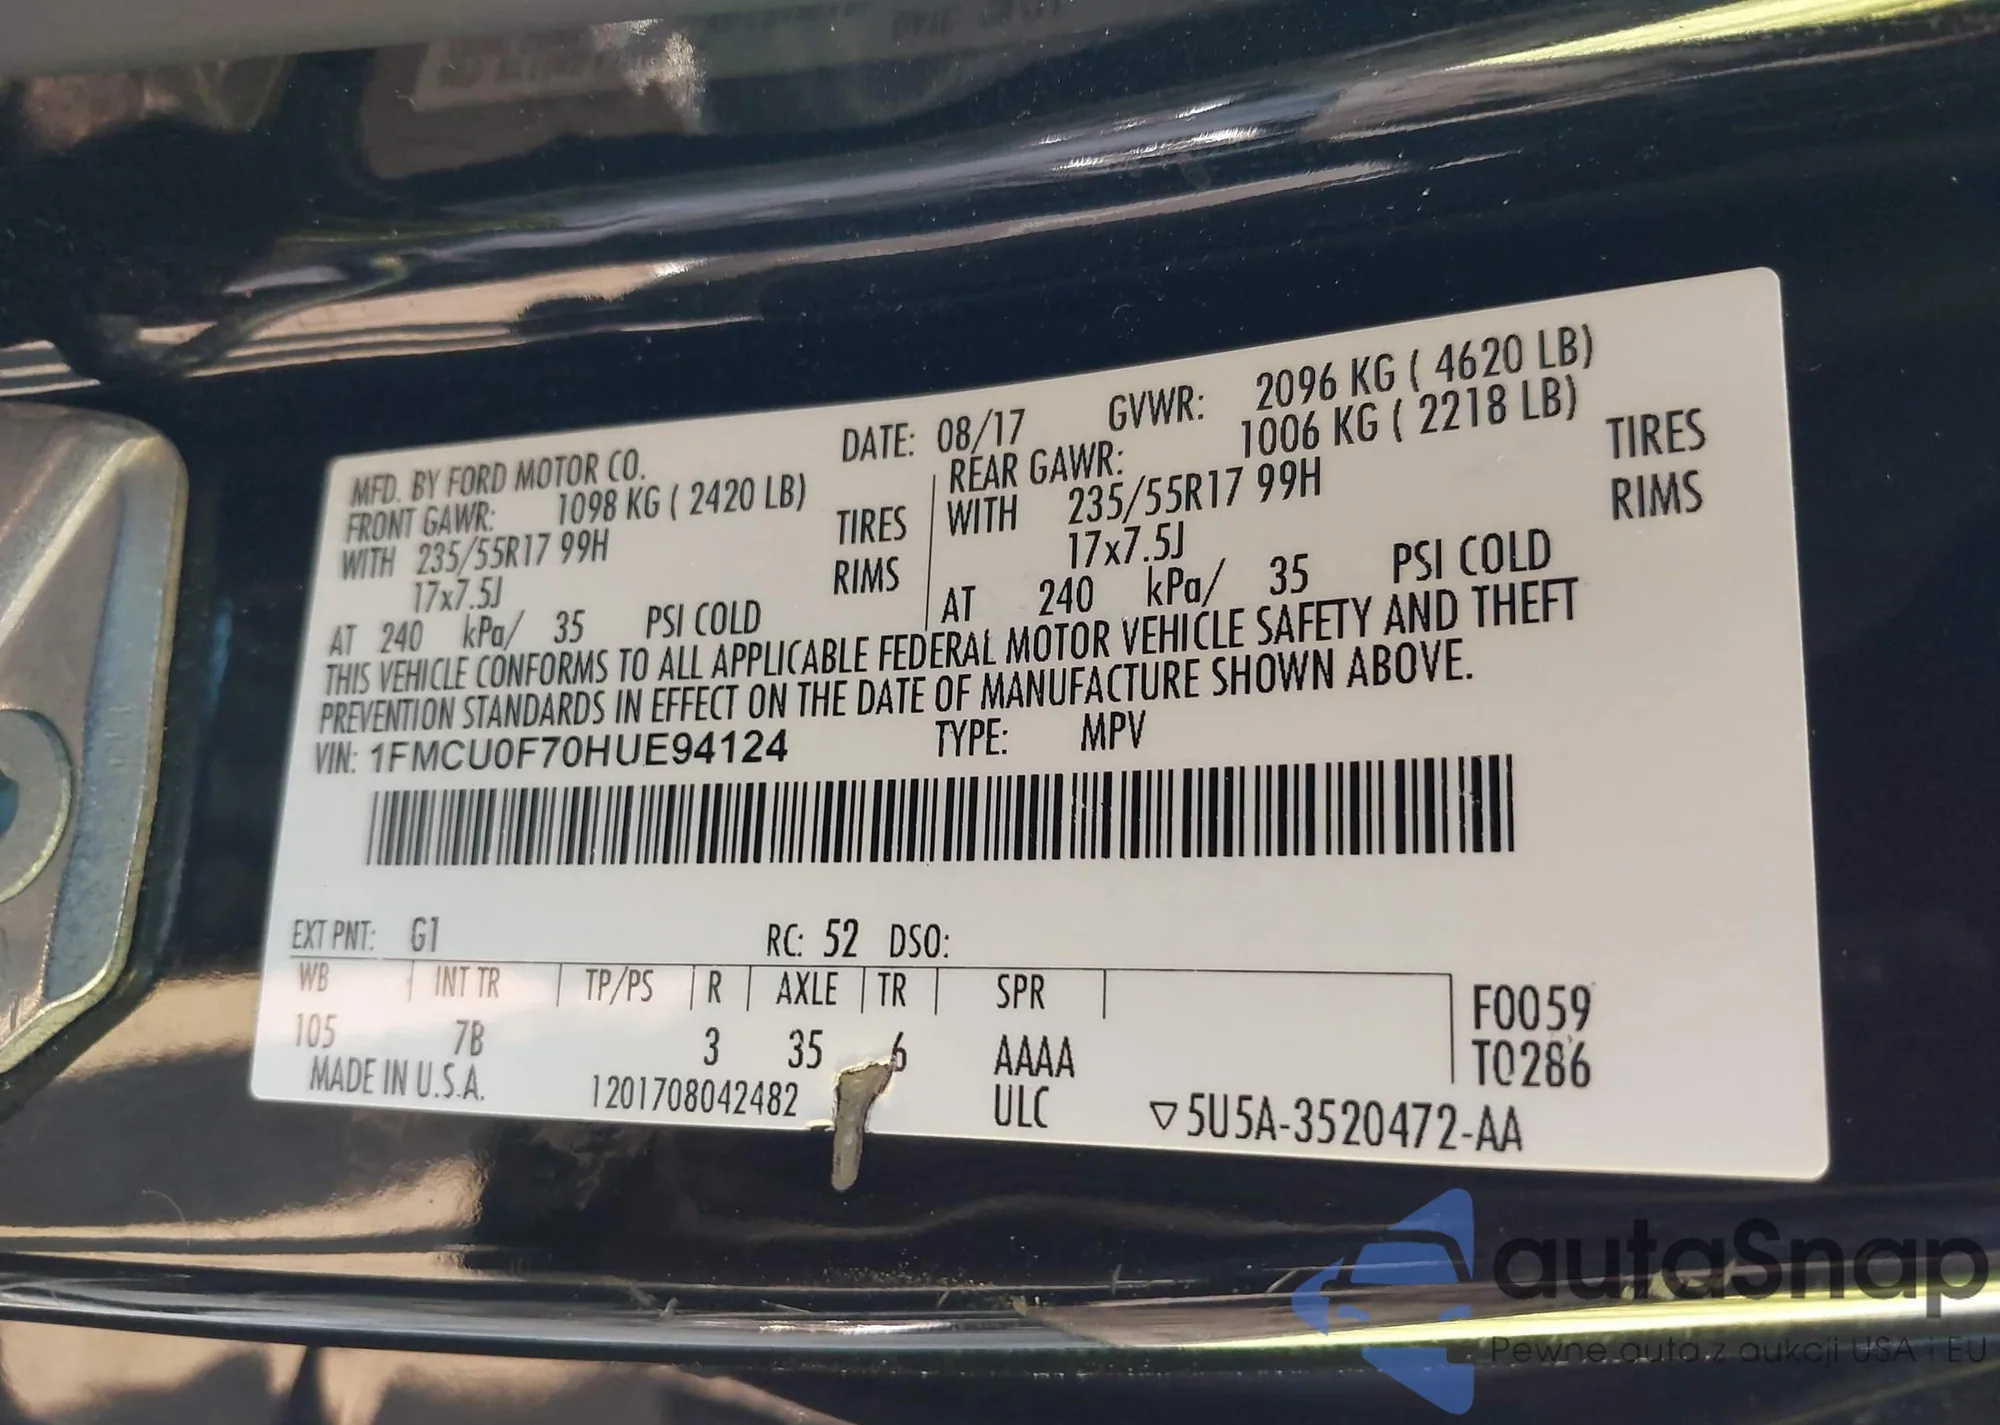 MFD. BY FORD MOTOR CO. DATE: 08/17 GVWR: 2096 KG ( 4620 LB)
FRONT GAWR: 1098 KG ( 2420 LB) REAR GAWR: 1006 KG ( 2218 LB)
WITH 235/55R17 99H TIRES WITH 235/55R17 99H TIRES
17x7.5J RIMS 17x7.5J RIMS
AT 240 kPa/ 35 PSI COLD AT 240 kPa/ 35 PSI COLD
THIS VEHICLE CONFORMS TO ALL APPLICABLE FEDERAL MOTOR VEHICLE SAFETY AND THEFT
PREVENTION STANDARDS IN EFFECT ON THE DATE OF MANUFACTURE SHOWN ABOVE.
VIN: 1FMCU0F70HUE94124 TYPE: MPV
EXT PNT: G1 RC: 52 DSO:
WB INT TR TP/PS R AXLE TR SPR F0059
105 7B 3 35 6 AAAA T0286
MADE IN U.S.A. 1201708042482 ULC ▽5U5A-3520472-AA
autaSnap
Pewne auta z aukcji USA i EU